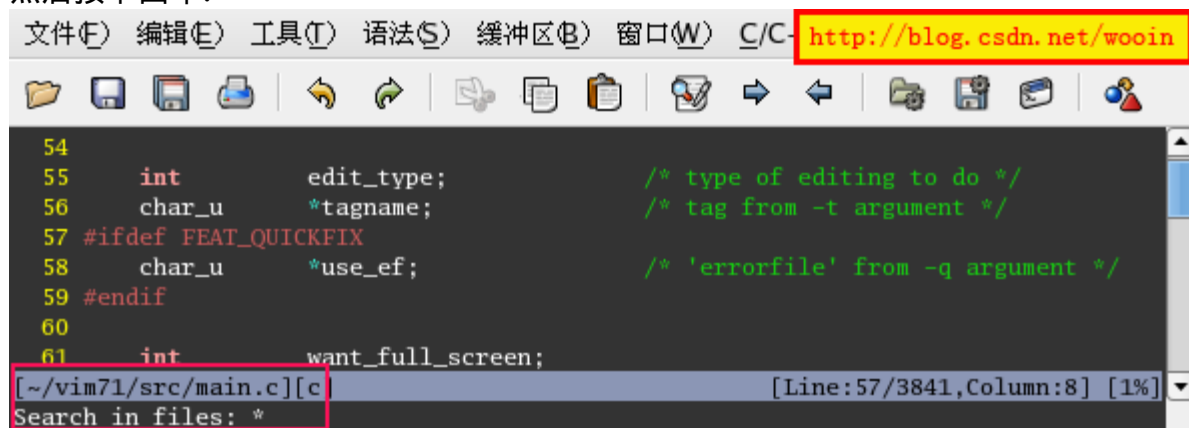 文件(F) 编辑(E) 工具(T) 语法(S) 缓冲区(B) 窗口(W) C/C- http://blog.csdn.net/wooin
54
55 int edit_type; /* type of editing to do */
56 char_u *tagname; /* tag from -t argument */
57 #ifdef FEAT_QUICKFIX
58 char_u *use_ef; /* 'errorfile' from -q argument */
59 #endif
60
61 int want_full_screen;
[~/vim71/src/main.c][c] [Line:57/3841,Column:8] [1%]
Search in files: *